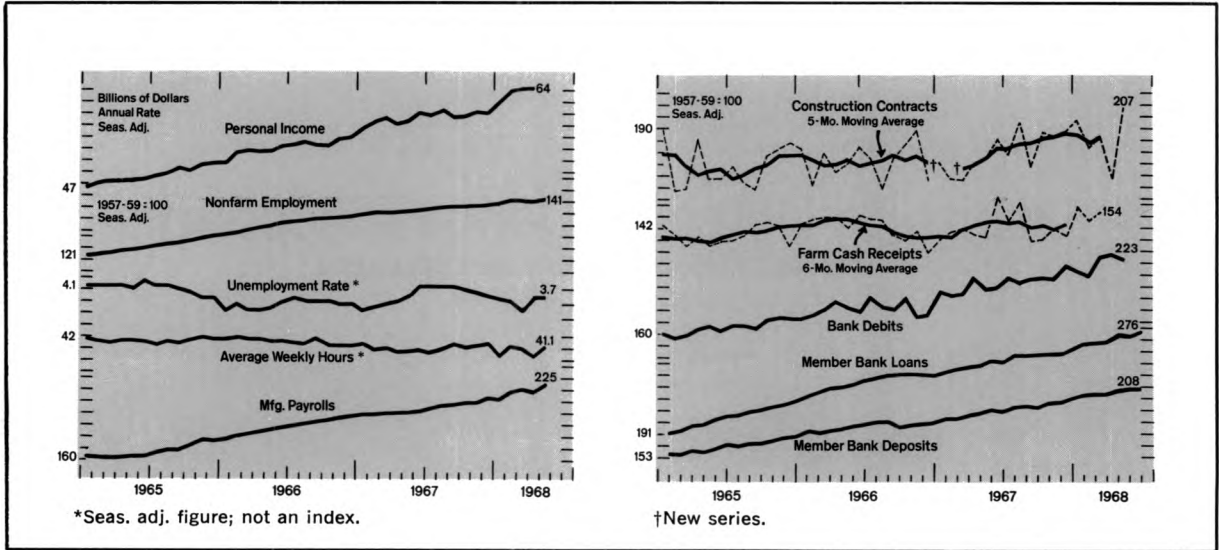 Billions of Dollars
Annual Rate
Seas. Adj.
64
Personal Income
47
1957-59 : 100
Seas. Adj.
Nonfarm Employment
141
121
4.1
Unemployment Rate *
3.7
42
Average Weekly Hours *
41.1
225
Mfg. Payrolls
160
1965 1966 1967 1968
*Seas. adj. figure; not an index.
1957-59 : 100
Seas. Adj.
Construction Contracts
5-Mo. Moving Average
207
190
† †
142
154
Farm Cash Receipts
6-Mo. Moving Average
223
Bank Debits
160
276
Member Bank Loans
208
191
Member Bank Deposits
153
1965 1966 1967 1968
†New series.